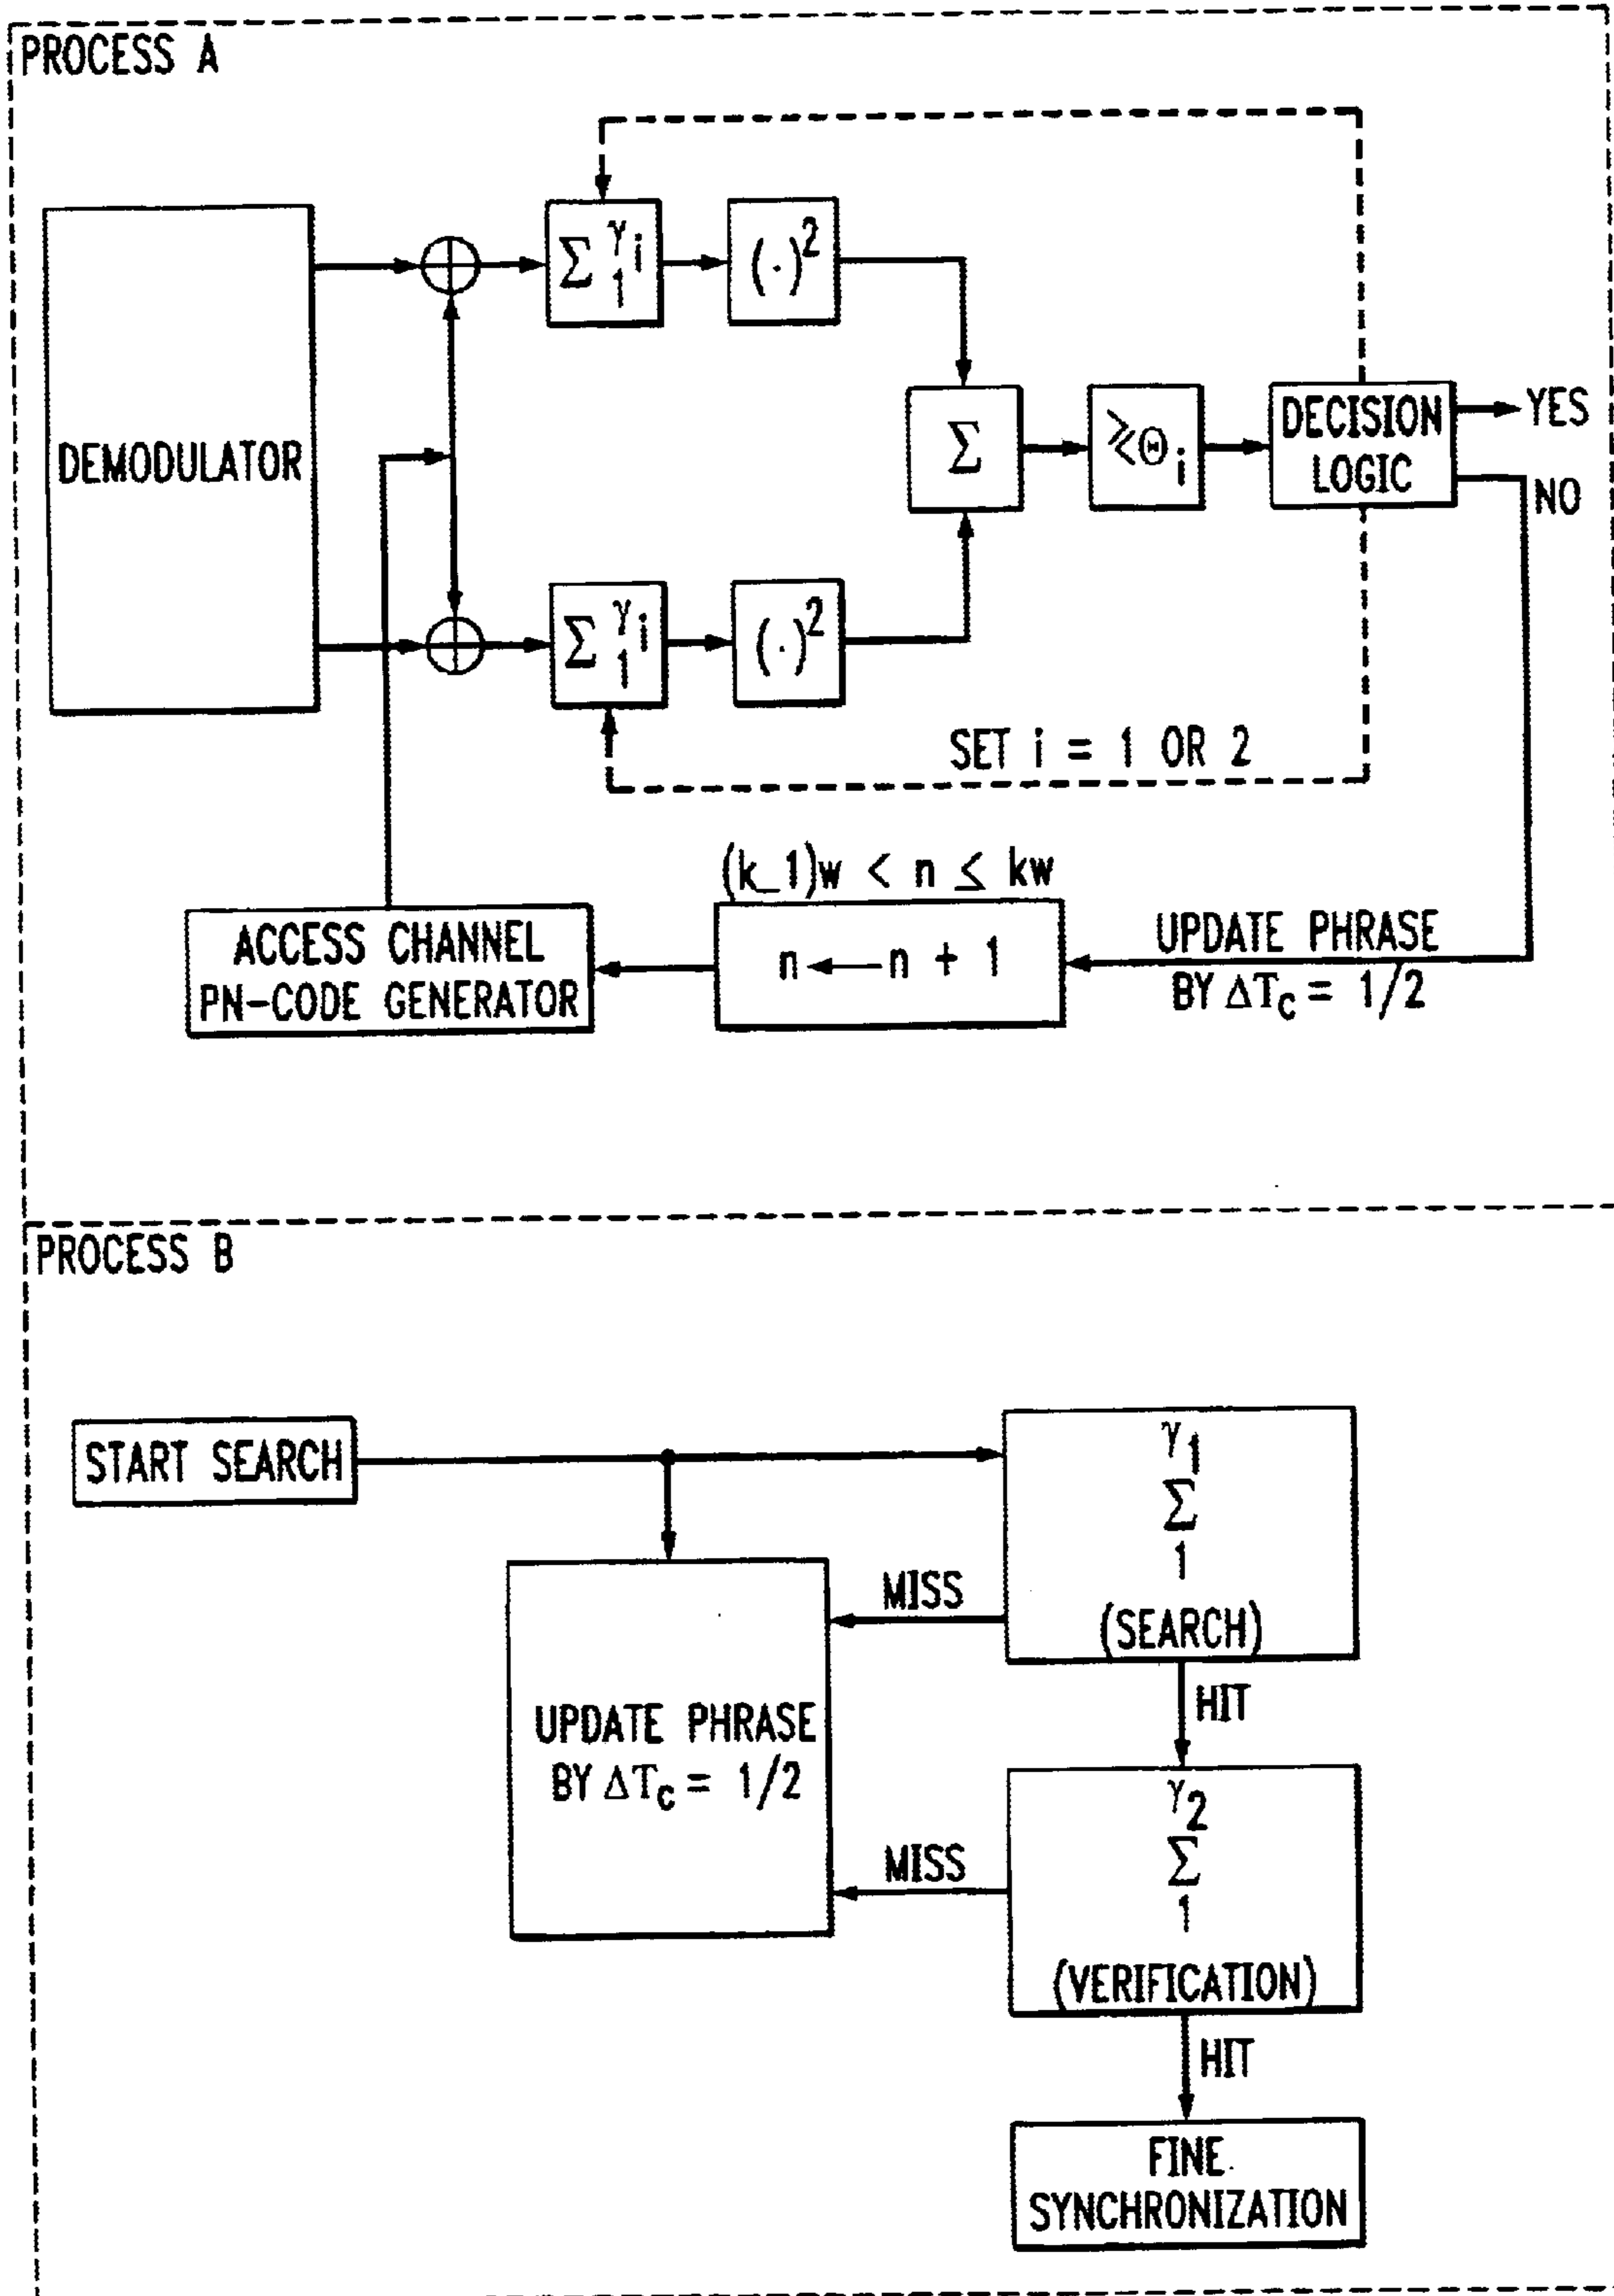 PROCESS A
DEMODULATOR
Σ γi 1
(·)²
Σ
≷Θi
DECISION
LOGIC
YES
NO
Σ γi 1
(·)²
SET i = 1 OR 2
(k_1)w < n ≤ kw
n ← n + 1
ACCESS CHANNEL
PN-CODE GENERATOR
UPDATE PHRASE
BY ΔTc = 1/2
PROCESS B
START SEARCH
γ1
Σ
1
(SEARCH)
MISS
HIT
UPDATE PHRASE
BY ΔTc = 1/2
γ2
Σ
1
(VERIFICATION)
MISS
HIT
FINE
SYNCHRONIZATION